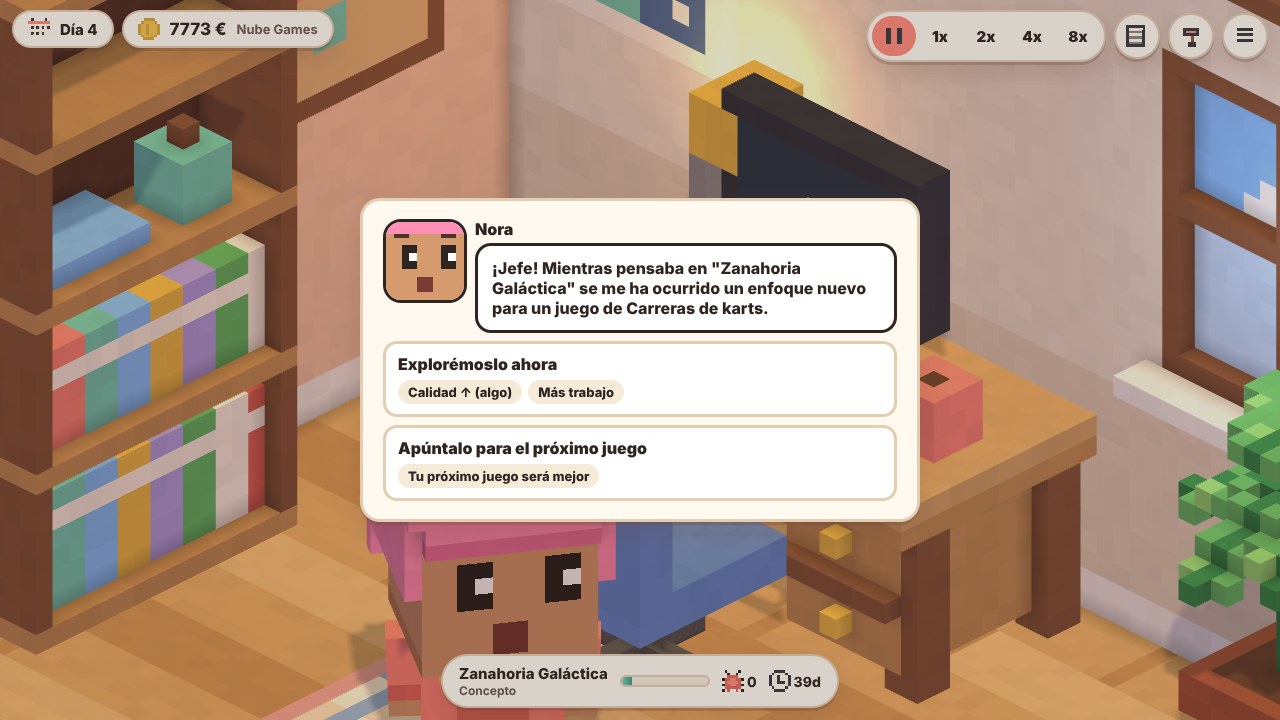 Día 4
7773 € Nube Games
1x 2x 4x 8x
Nora
¡Jefe! Mientras pensaba en "Zanahoria
Galáctica" se me ha ocurrido un enfoque nuevo
para un juego de Carreras de karts.
Explorémoslo ahora
Calidad ↑ (algo) Más trabajo
Apúntalo para el próximo juego
Tu próximo juego será mejor
Zanahoria Galáctica
Concepto
0 39d